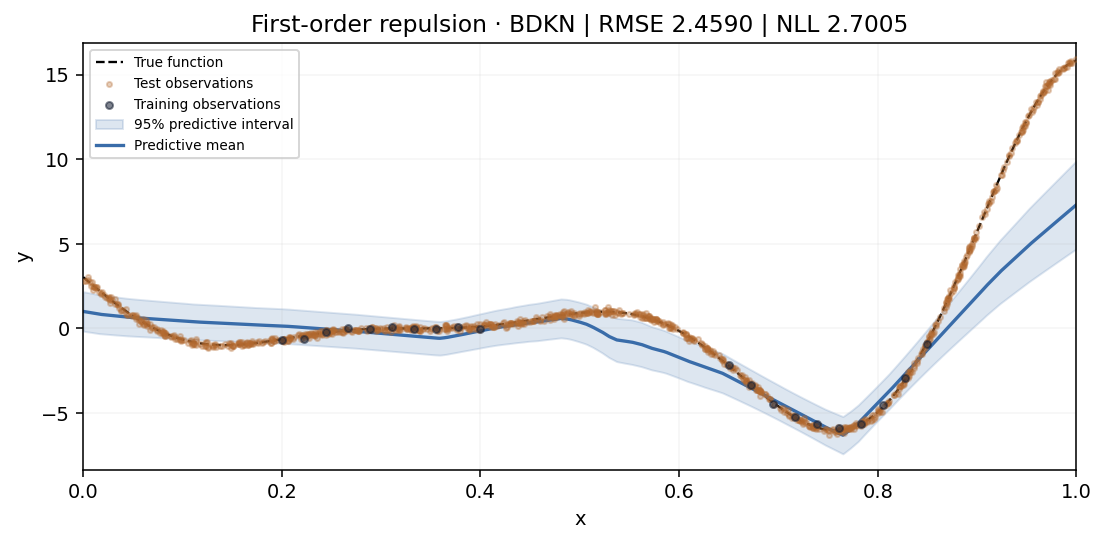 First-order repulsion · BDKN | RMSE 2.4590 | NLL 2.7005
True function
Test observations
Training observations
95% predictive interval
Predictive mean
15
10
5
0
−5
y
0.0 0.2 0.4 0.6 0.8 1.0
x